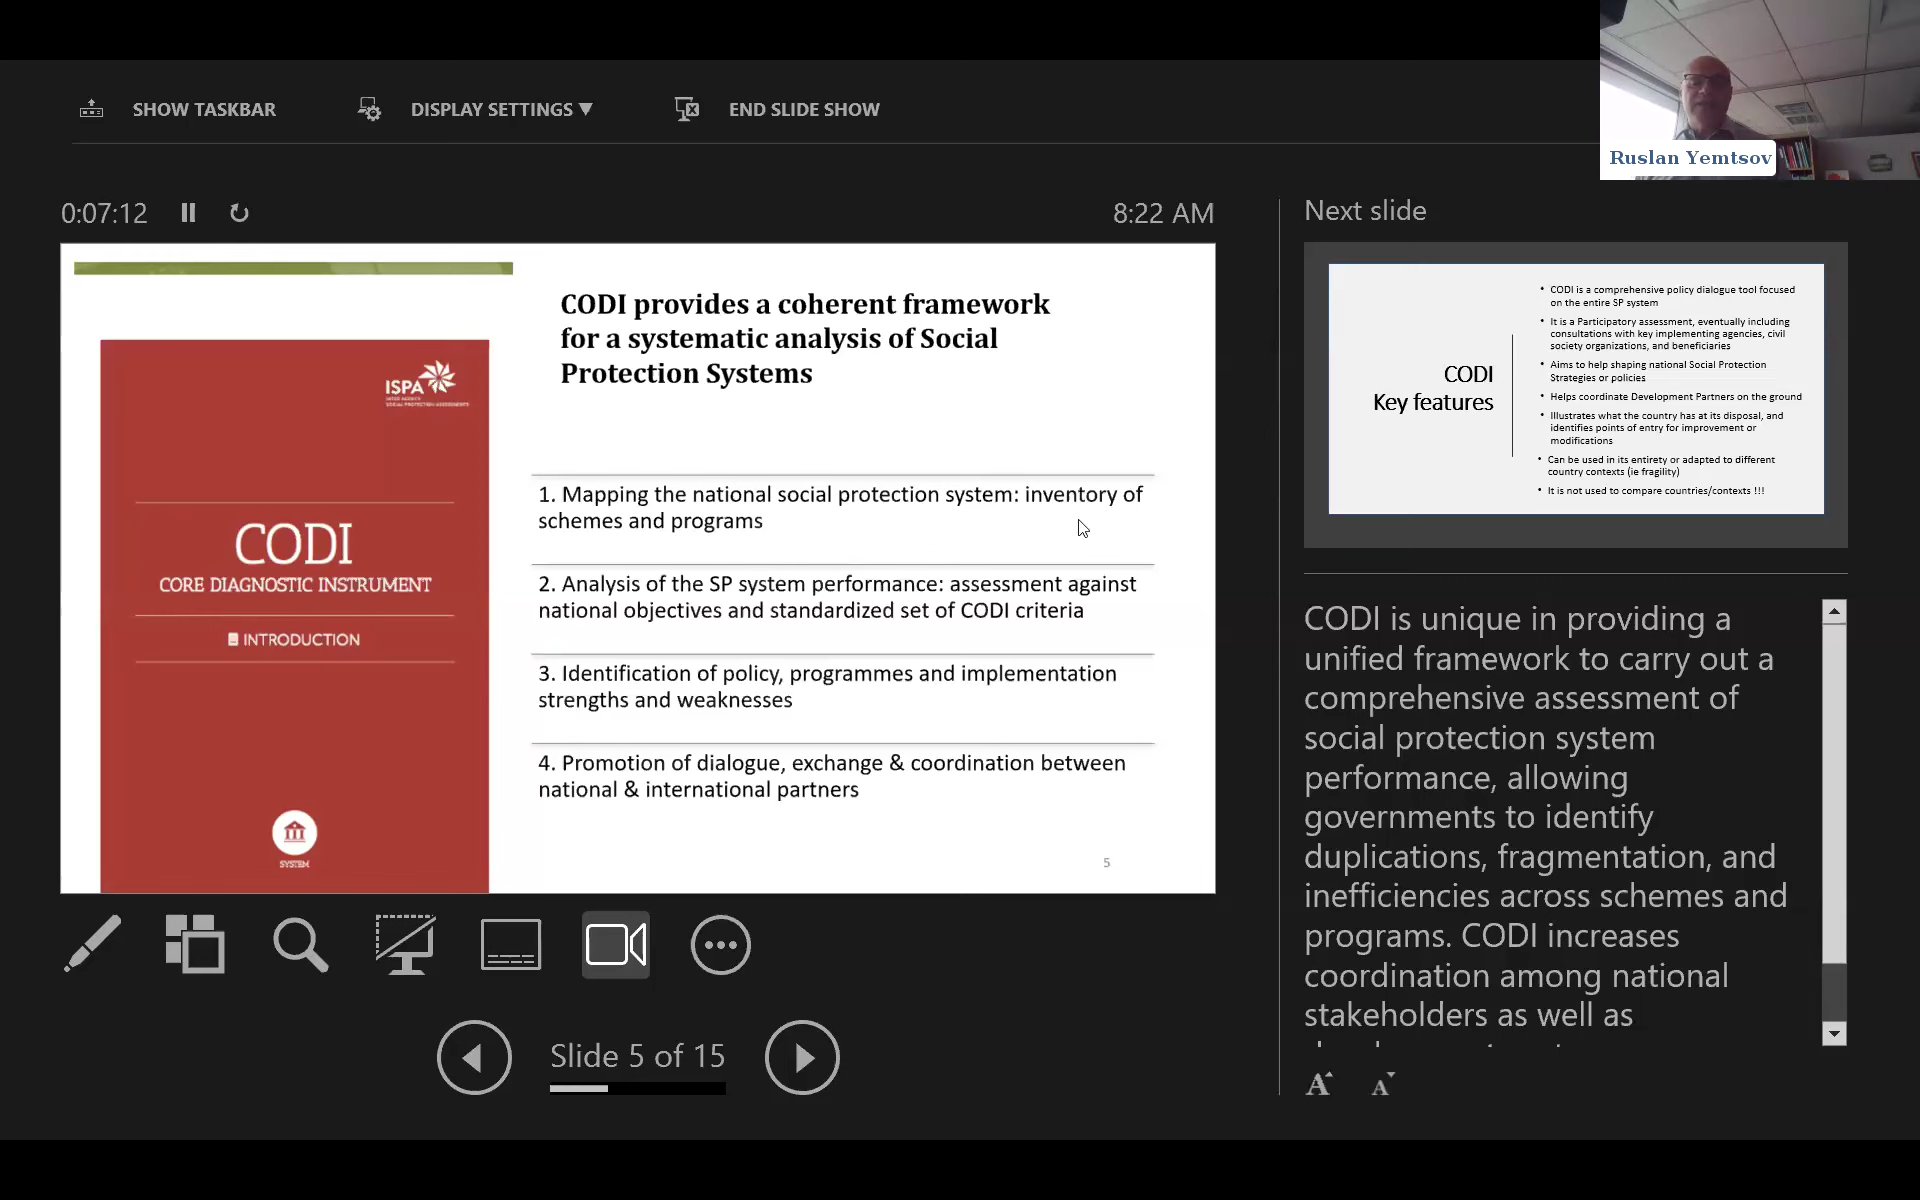 SHOW TASKBAR
DISPLAY SETTINGS ▼
END SLIDE SHOW
Ruslan Yemtsov
0:07:12
8:22 AM
CODI provides a coherent framework
for a systematic analysis of Social
Protection Systems
ISPA
INTER AGENCY
SOCIAL PROTECTION ASSESSMENTS
CODI
CORE DIAGNOSTIC INSTRUMENT
INTRODUCTION
SYSTEM
1. Mapping the national social protection system: inventory of
schemes and programs
2. Analysis of the SP system performance: assessment against
national objectives and standardized set of CODI criteria
3. Identification of policy, programmes and implementation
strengths and weaknesses
4. Promotion of dialogue, exchange & coordination between
national & international partners
5
Slide 5 of 15
Next slide
CODI
Key features
• CODI is a comprehensive policy dialogue tool focused
on the entire SP system
• It is a Participatory assessment, eventually including
consultations with key implementing agencies, civil
society organizations, and beneficiaries
• Aims to help shaping national Social Protection
Strategies or policies
• Helps coordinate Development Partners on the ground
• Illustrates what the country has at its disposal, and
identifies points of entry for improvement or
modifications
• Can be used in its entirety or adapted to different
country contexts (ie fragility)
• It is not used to compare countries/contexts !!!
CODI is unique in providing a
unified framework to carry out a
comprehensive assessment of
social protection system
performance, allowing
governments to identify
duplications, fragmentation, and
inefficiencies across schemes and
programs. CODI increases
coordination among national
stakeholders as well as
A A